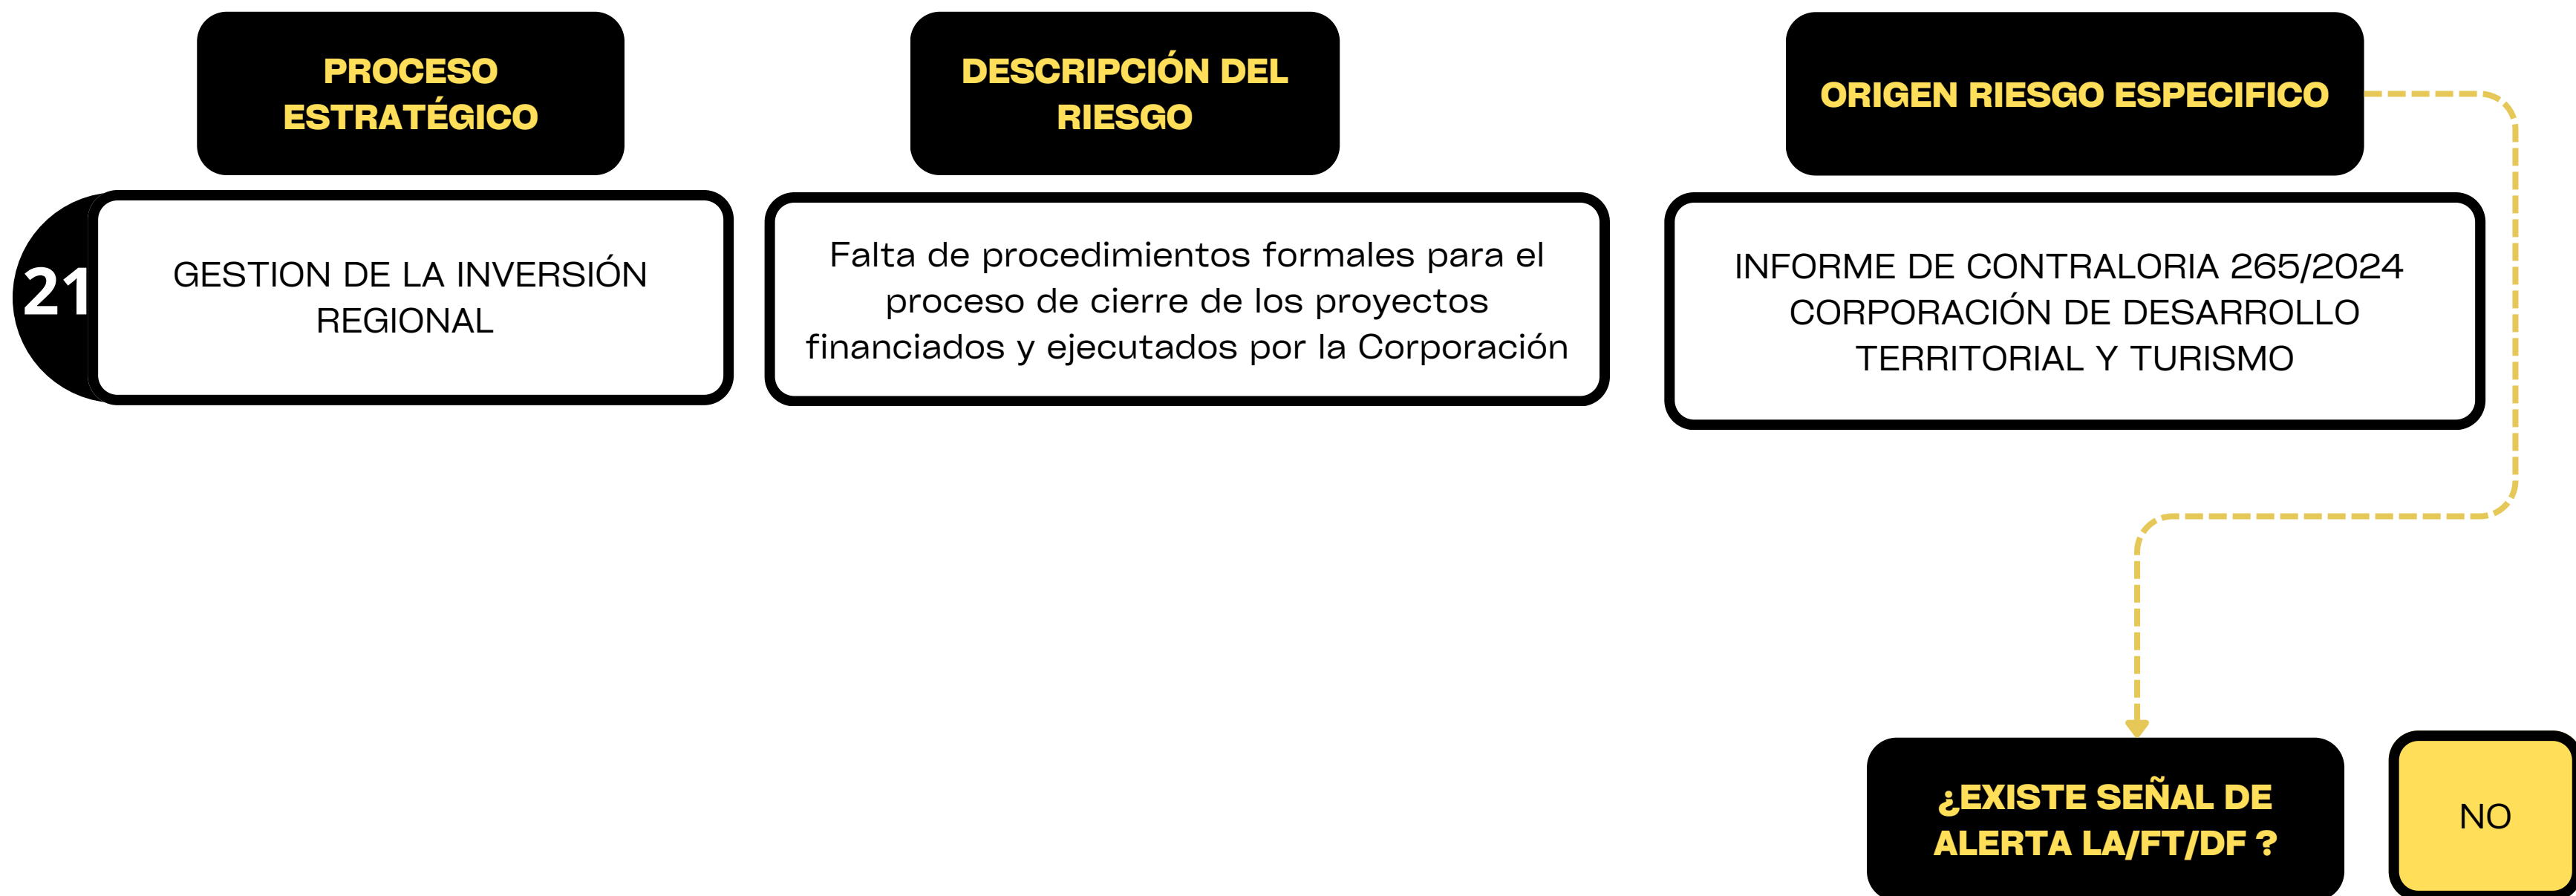 PROCESO
ESTRATÉGICO
DESCRIPCIÓN DEL
RIESGO
ORIGEN RIESGO ESPECIFICO
21
GESTION DE LA INVERSIÓN
REGIONAL
Falta de procedimientos formales para el
proceso de cierre de los proyectos
financiados y ejecutados por la Corporación
INFORME DE CONTRALORIA 265/2024
CORPORACIÓN DE DESARROLLO
TERRITORIAL Y TURISMO
¿EXISTE SEÑAL DE
ALERTA LA/FT/DF ?
NO